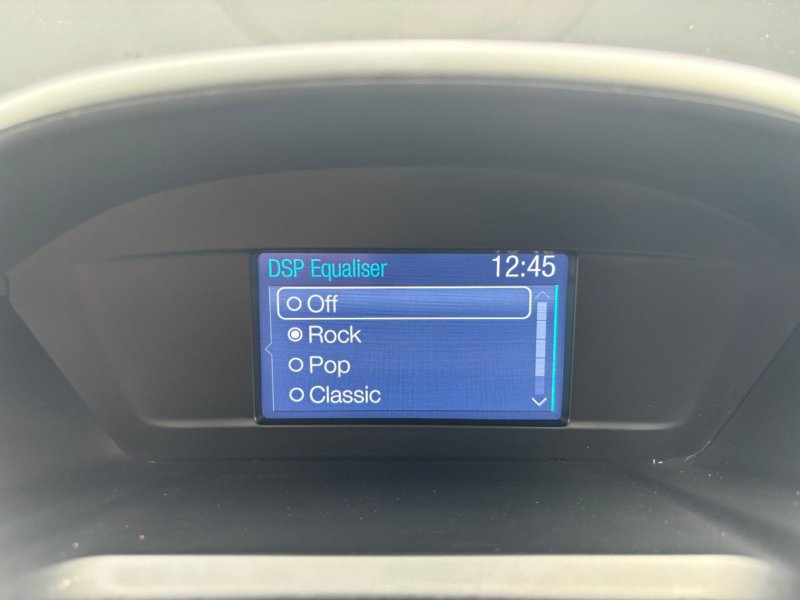 DSP Equaliser 12:45
Off
Rock
Pop
Classic